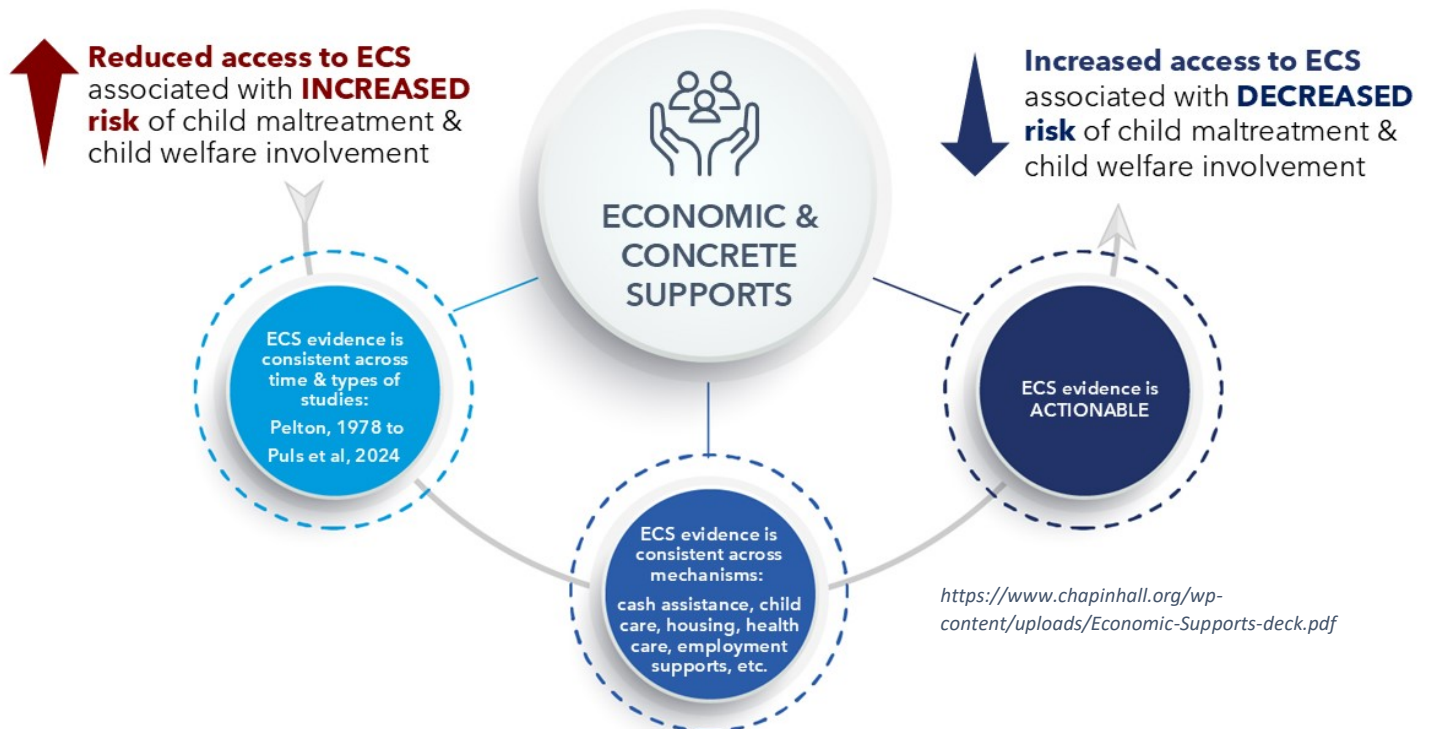 Reduced access to ECS
associated with INCREASED
risk of child maltreatment &
child welfare involvement
ECONOMIC &
CONCRETE
SUPPORTS
Increased access to ECS
associated with DECREASED
risk of child maltreatment &
child welfare involvement
ECS evidence is
consistent across
time & types of
studies:
Pelton, 1978 to
Puls et al, 2024
ECS evidence is
consistent across
mechanisms:
cash assistance, child
care, housing, health
care, employment
supports, etc.
ECS evidence is
ACTIONABLE
https://www.chapinhall.org/wp-
content/uploads/Economic-Supports-deck.pdf